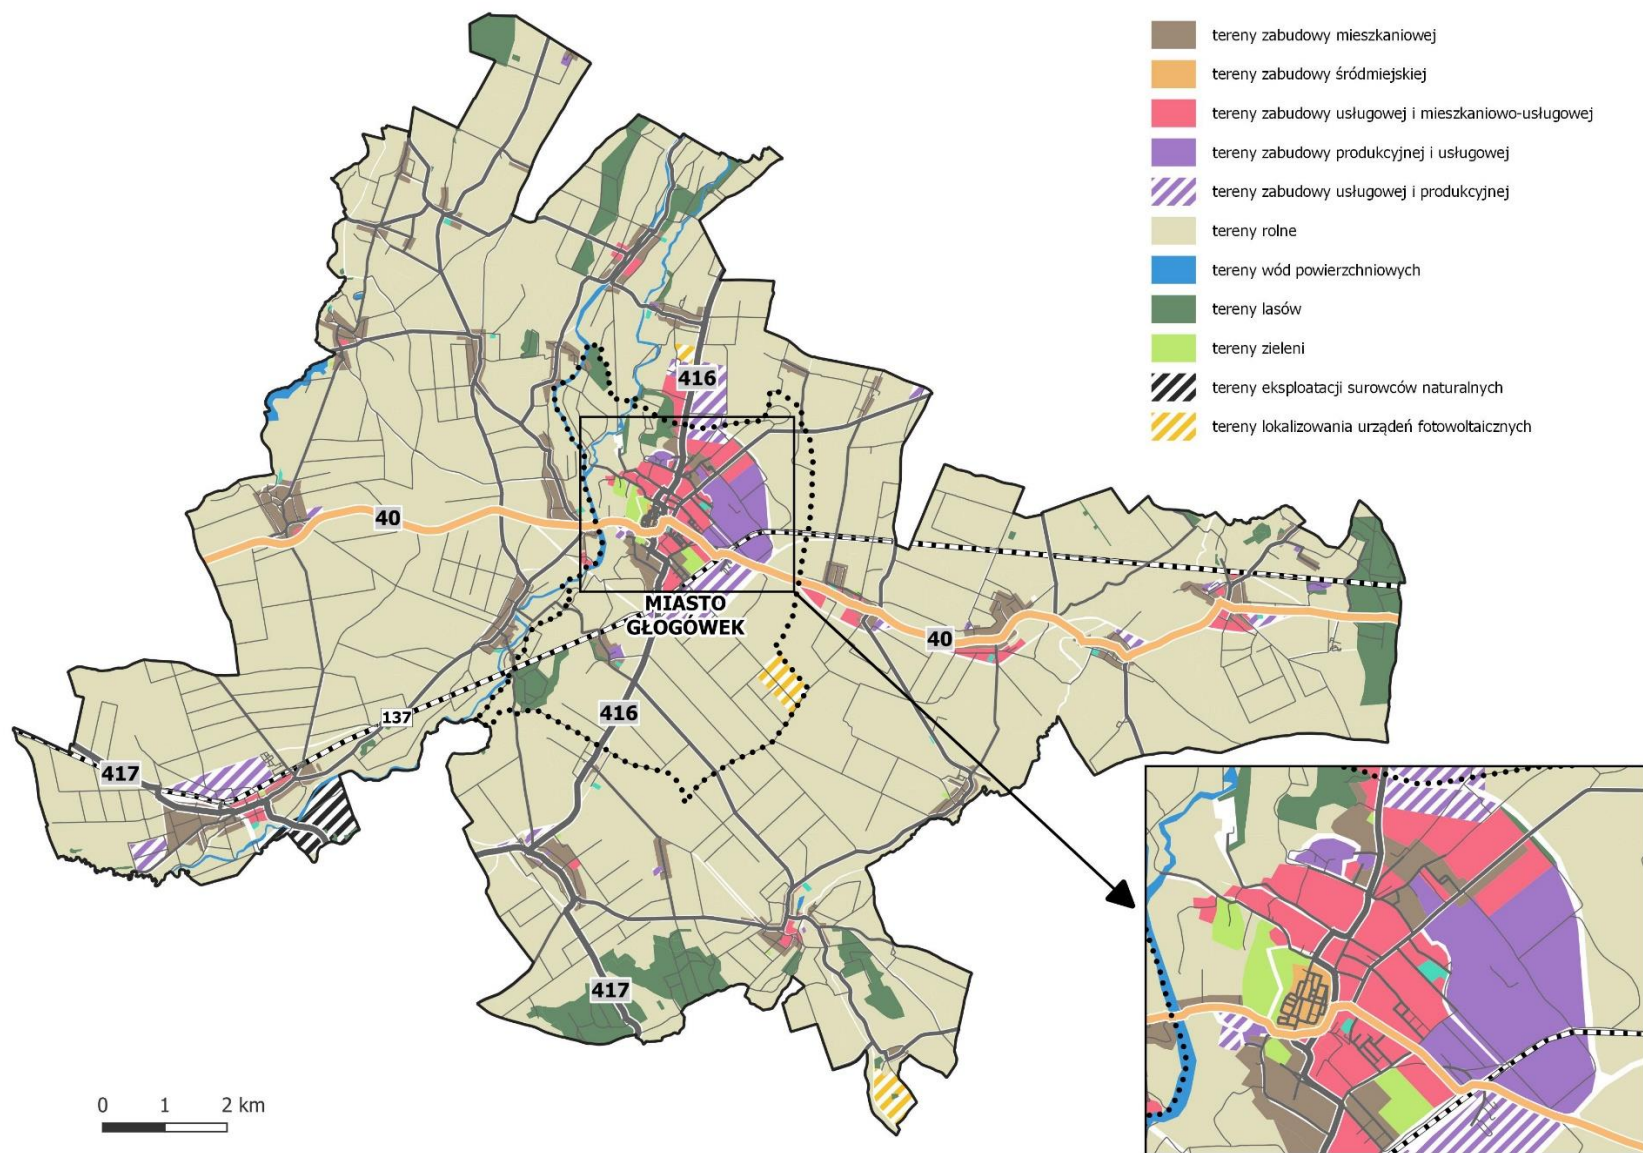 tereny zabudowy mieszkaniowej
tereny zabudowy śródmiejskiej
tereny zabudowy usługowej i mieszkaniowo-usługowej
tereny zabudowy produkcyjnej i usługowej
tereny zabudowy usługowej i produkcyjnej
tereny rolne
tereny wód powierzchniowych
tereny lasów
tereny zieleni
tereny eksploatacji surowców naturalnych
tereny lokalizowania urządeń fotowoltaicznych
416
40
MIASTO
GŁOGÓWEK
40
416
137
417
417
0 1 2 km